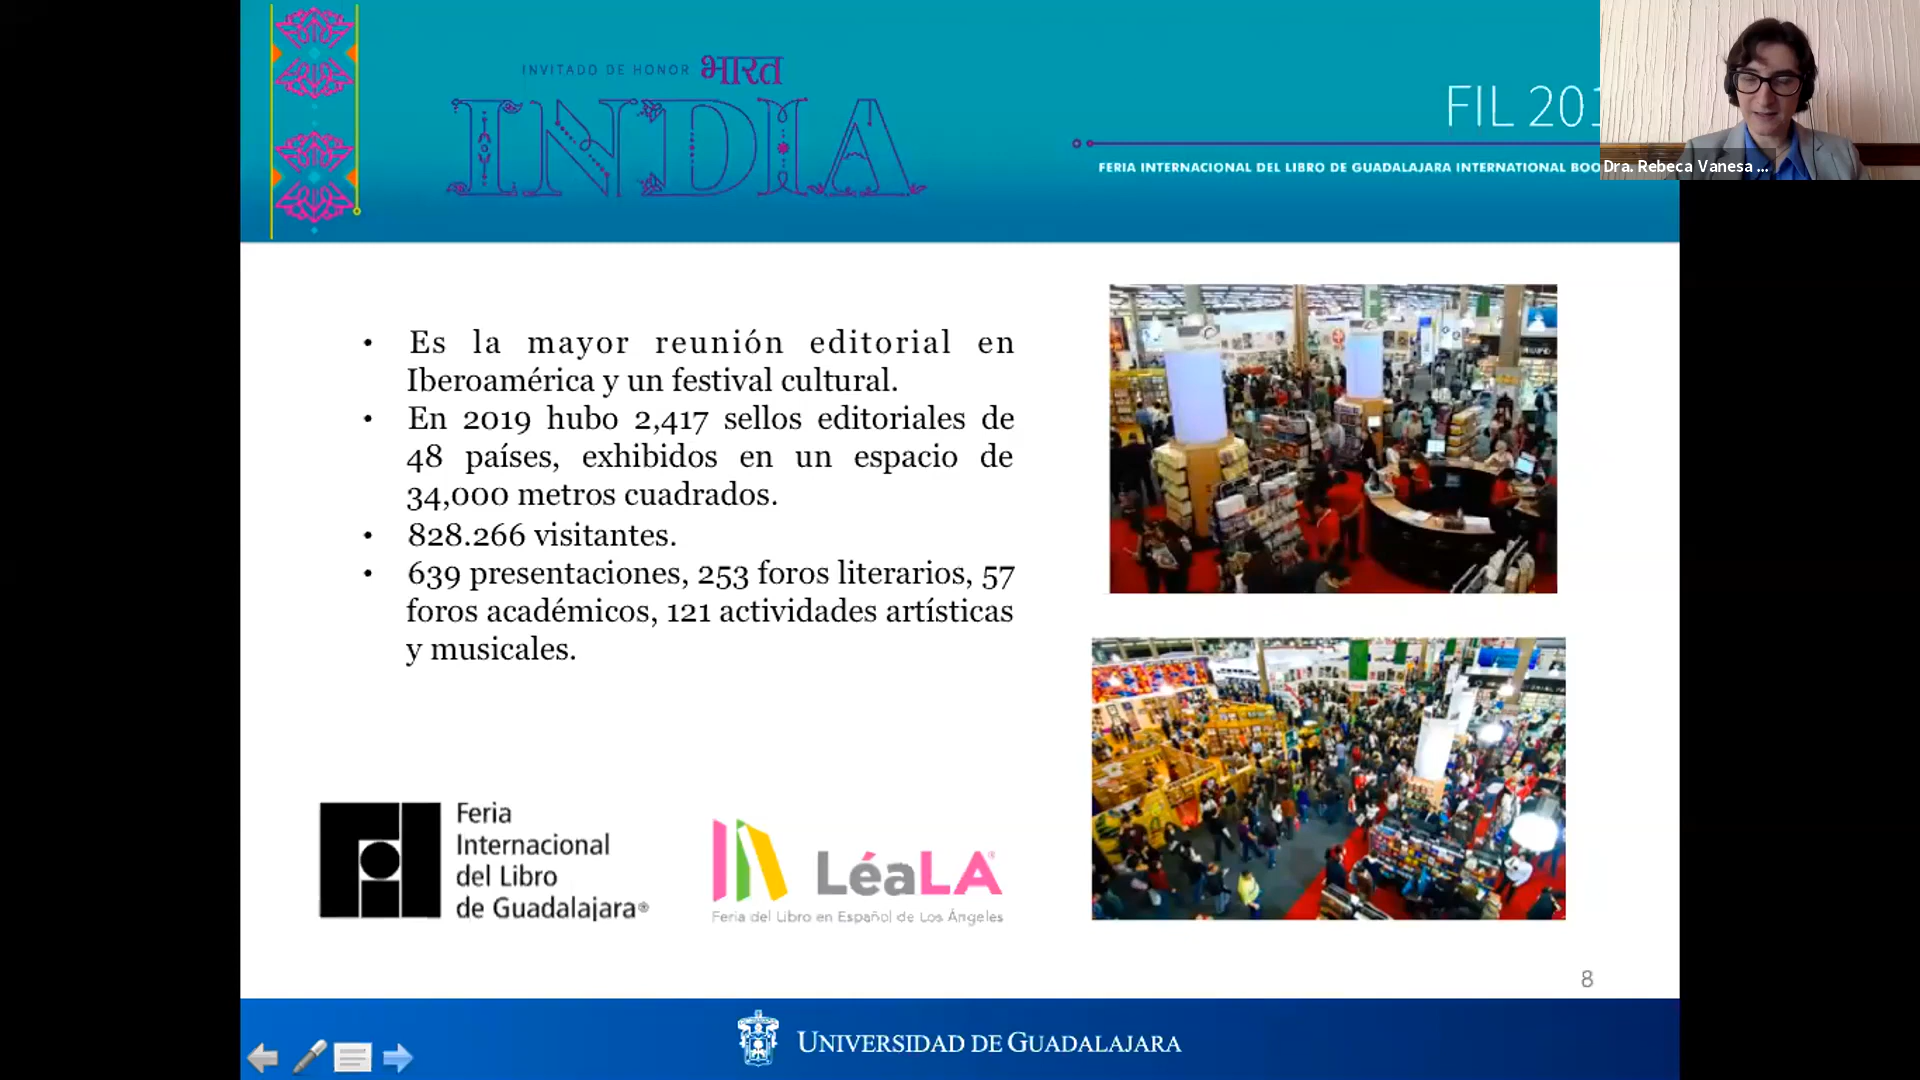 INVITADO DE HONOR भारत
INDIA
FIL 201
FERIA INTERNACIONAL DEL LIBRO DE GUADALAJARA INTERNATIONAL BOO
Dra. Rebeca Vanesa ...
• Es la mayor reunión editorial en
Iberoamérica y un festival cultural.
• En 2019 hubo 2,417 sellos editoriales de
48 países, exhibidos en un espacio de
34,000 metros cuadrados.
• 828.266 visitantes.
• 639 presentaciones, 253 foros literarios, 57
foros académicos, 121 actividades artísticas
y musicales.
Feria
Internacional
del Libro
de Guadalajara®
LéaLA®
Feria del Libro en Español de Los Ángeles
8
UNIVERSIDAD DE GUADALAJARA